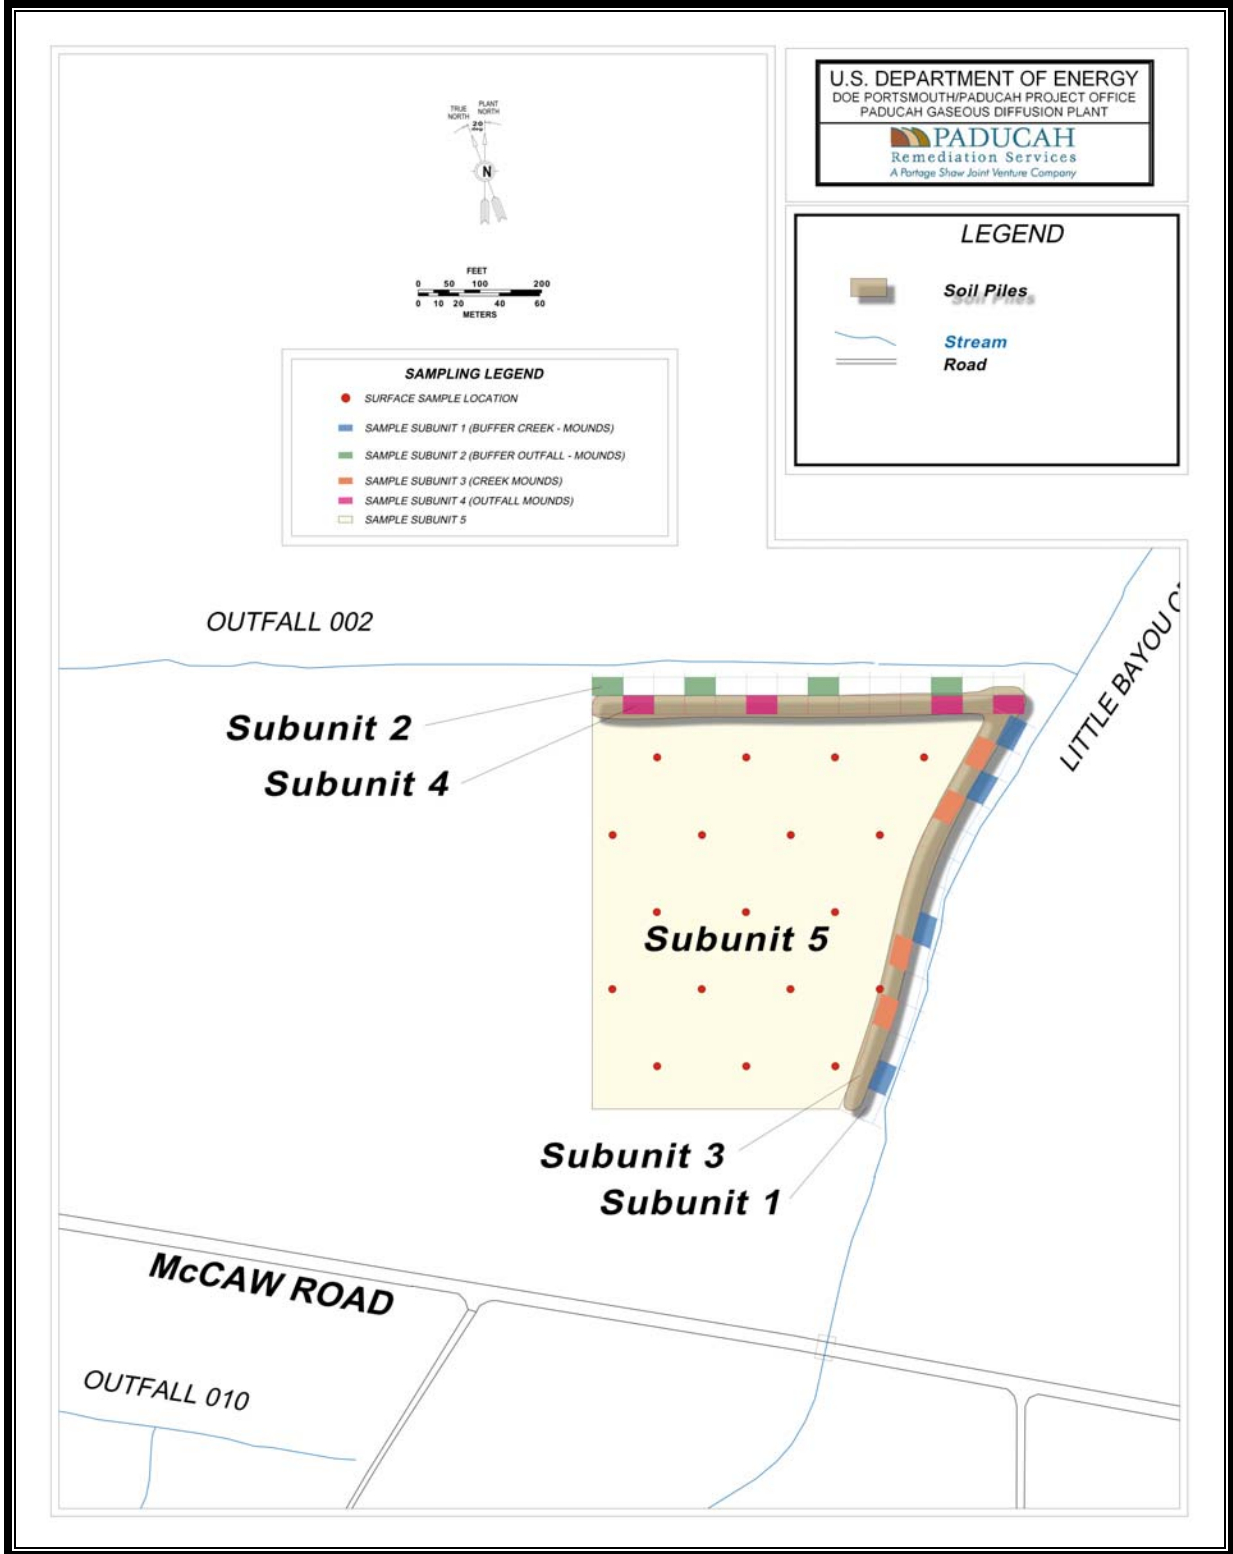 U.S. DEPARTMENT OF ENERGY
DOE PORTSMOUTH/PADUCAH PROJECT OFFICE
PADUCAH GASEOUS DIFFUSION PLANT
PADUCAH
Remediation Services
A Portage Shaw Joint Venture Company
TRUE NORTH
PLANT NORTH
20
deg
N
FEET
0 50 100 200
0 10 20 40 60
METERS
LEGEND
Soil Piles
Stream
Road
SAMPLING LEGEND
SURFACE SAMPLE LOCATION
SAMPLE SUBUNIT 1 (BUFFER CREEK - MOUNDS)
SAMPLE SUBUNIT 2 (BUFFER OUTFALL - MOUNDS)
SAMPLE SUBUNIT 3 (CREEK MOUNDS)
SAMPLE SUBUNIT 4 (OUTFALL MOUNDS)
SAMPLE SUBUNIT 5
OUTFALL 002
LITTLE BAYOU
Subunit 2
Subunit 4
Subunit 5
Subunit 3
Subunit 1
McCAW ROAD
OUTFALL 010